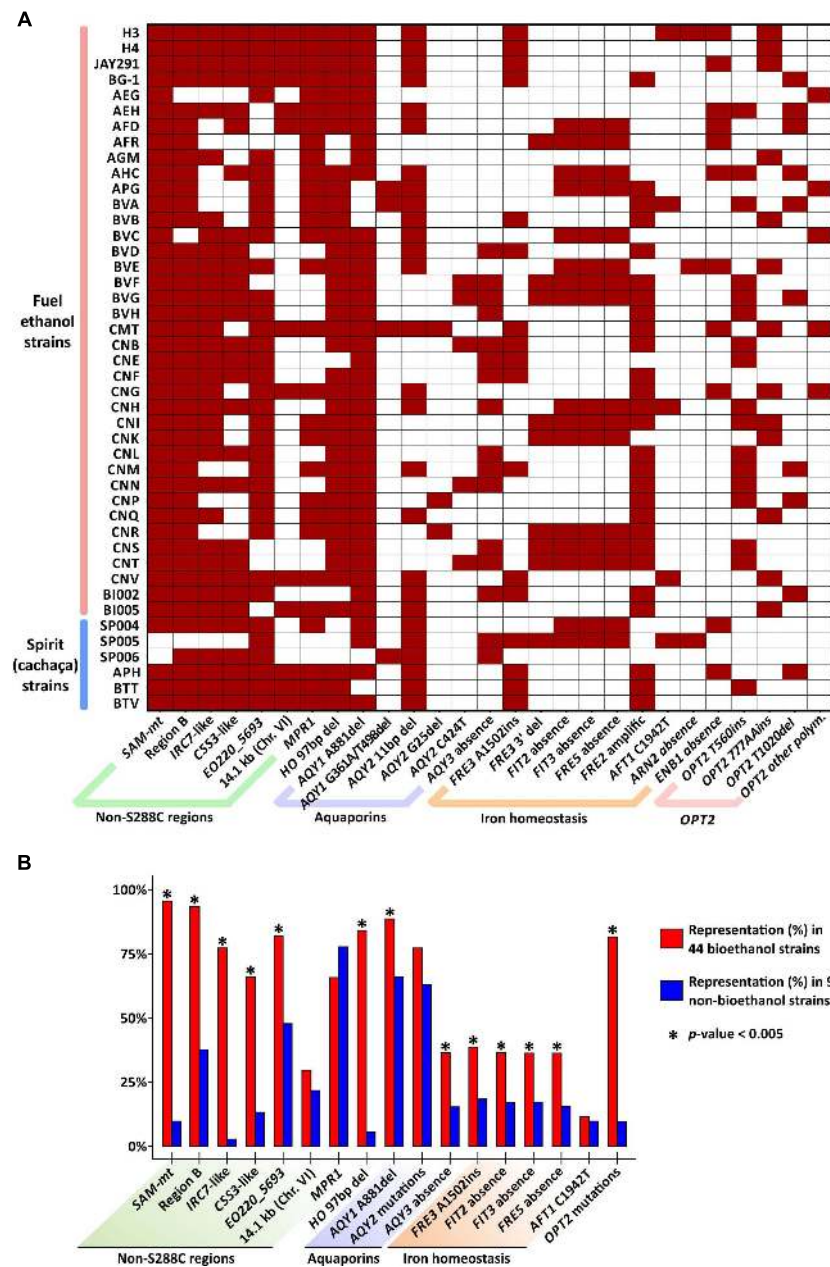 A
H3
H4
JAY291
BG-1
AEG
AEH
AFD
AFR
AGM
AHC
APG
BVA
BVB
BVC
BVD
BVE
BVF
BVG
BVH
CMT
CNB
CNE
CNF
CNG
CNH
CNI
CNK
CNL
CNM
CNN
CNP
CNQ
CNR
CNS
CNT
CNV
BI002
BI005
SP004
SP005
SP006
APH
BTT
BTV
Fuel
ethanol
strains
Spirit
(cachaça)
strains
SAM-mt
Region B
IRC7-like
CSS3-like
EO220_5693
14.1 kb (Chr. VI)
MPR1
HO 97bp del
AQY1 A881del
AQY1 G361A/T498del
AQY2 11bp del
AQY2 G25del
AQY2 C424T
AQY3 absence
FRE3 A1502ins
FRE3 3' del
FIT2 absence
FIT3 absence
FRE5 absence
FRE2 amplific
AFT1 C1942T
ARN2 absence
ENB1 absence
OPT2 T560ins
OPT2 777AAins
OPT2 T1020del
OPT2 other polym.
Non-S288C regions
Aquaporins
Iron homeostasis
OPT2
B
100%
75%
50%
25%
0%
* * * * * * * * * * * * *
Representation (%) in
44 bioethanol strains
Representation (%) in 9
non-bioethanol strains
* p-value < 0.005
SAM-mt
Region B
IRC7-like
CSS3-like
EO220_5693
14.1 kb (Chr. VI)
MPR1
HO 97bp del
AQY1 A881del
AQY2 mutations
AQY3 absence
FRE3 A1502ins
FIT2 absence
FIT3 absence
FRE5 absence
AFT1 C1942T
OPT2 mutations
Non-S288C regions
Aquaporins
Iron homeostasis